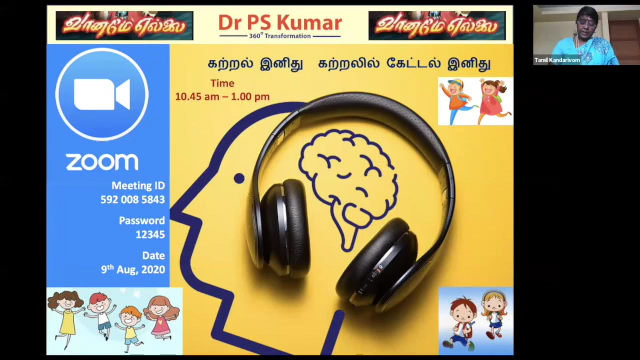 வானமே எல்லை
Dr PS Kumar
360° Transformation
வானமே எல்லை
கற்றல் இனிது கற்றலில் கேட்டல் இனிது
Time
10.45 am – 1.00 pm
zoom
Meeting ID
592 008 5843
Password
12345
Date
9th Aug, 2020
Tamil Kandarivom